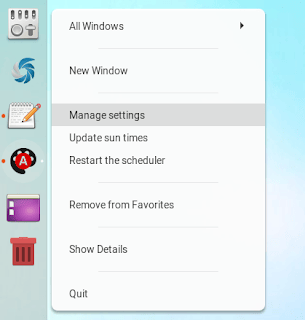 All Windows
New Window
Manage settings
Update sun times
Restart the scheduler
Remove from Favorites
Show Details
Quit